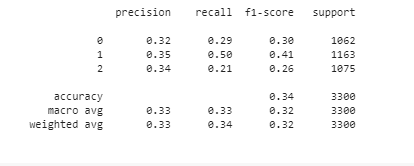 precision recall f1-score support
0 0.32 0.29 0.30 1062
1 0.35 0.50 0.41 1163
2 0.34 0.21 0.26 1075
accuracy 0.34 3300
macro avg 0.33 0.33 0.32 3300
weighted avg 0.33 0.34 0.32 3300